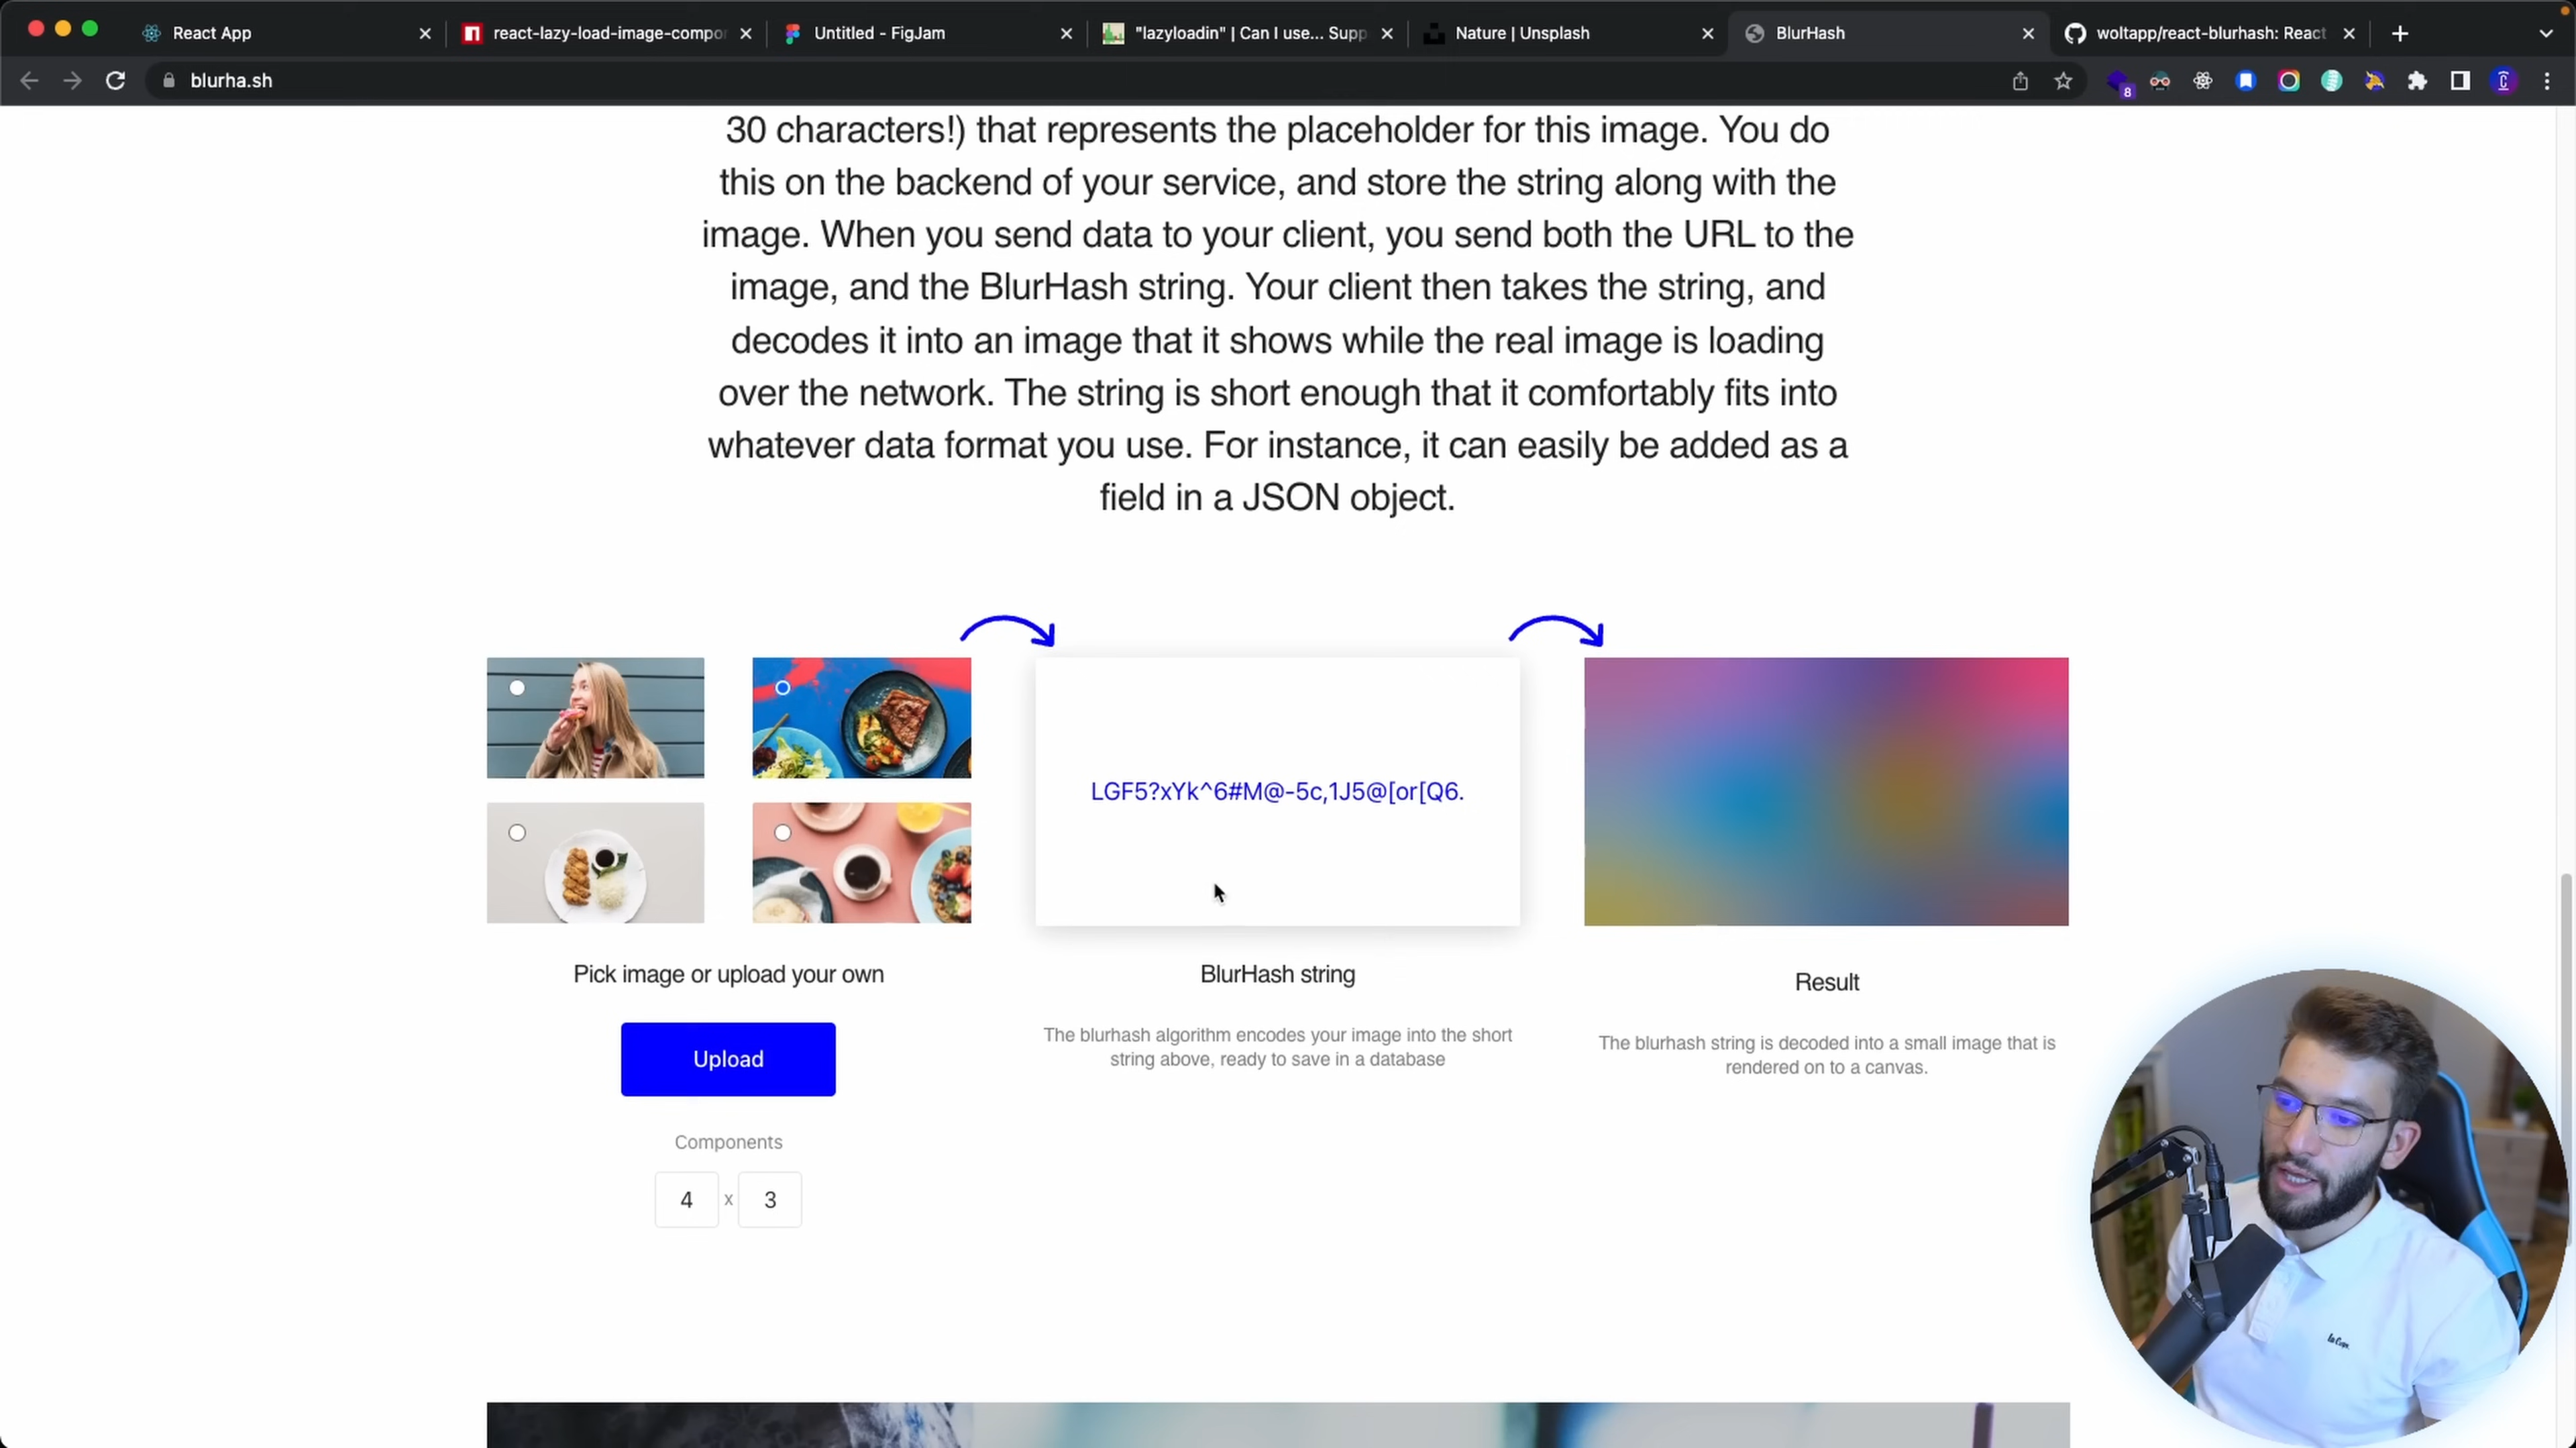 React App
react-lazy-load-image-compo
Untitled - FigJam
"lazyloadin" | Can I use... Supp
Nature | Unsplash
BlurHash
woltapp/react-blurhash: React
blurha.sh
8
30 characters!) that represents the placeholder for this image. You do
this on the backend of your service, and store the string along with the
image. When you send data to your client, you send both the URL to the
image, and the BlurHash string. Your client then takes the string, and
decodes it into an image that it shows while the real image is loading
over the network. The string is short enough that it comfortably fits into
whatever data format you use. For instance, it can easily be added as a
field in a JSON object.
LGF5?xYk^6#M@-5c,1J5@[or[Q6.
Pick image or upload your own
BlurHash string
Result
The blurhash algorithm encodes your image into the short
string above, ready to save in a database
The blurhash string is decoded into a small image that is
rendered on to a canvas.
Upload
Components
4 x 3